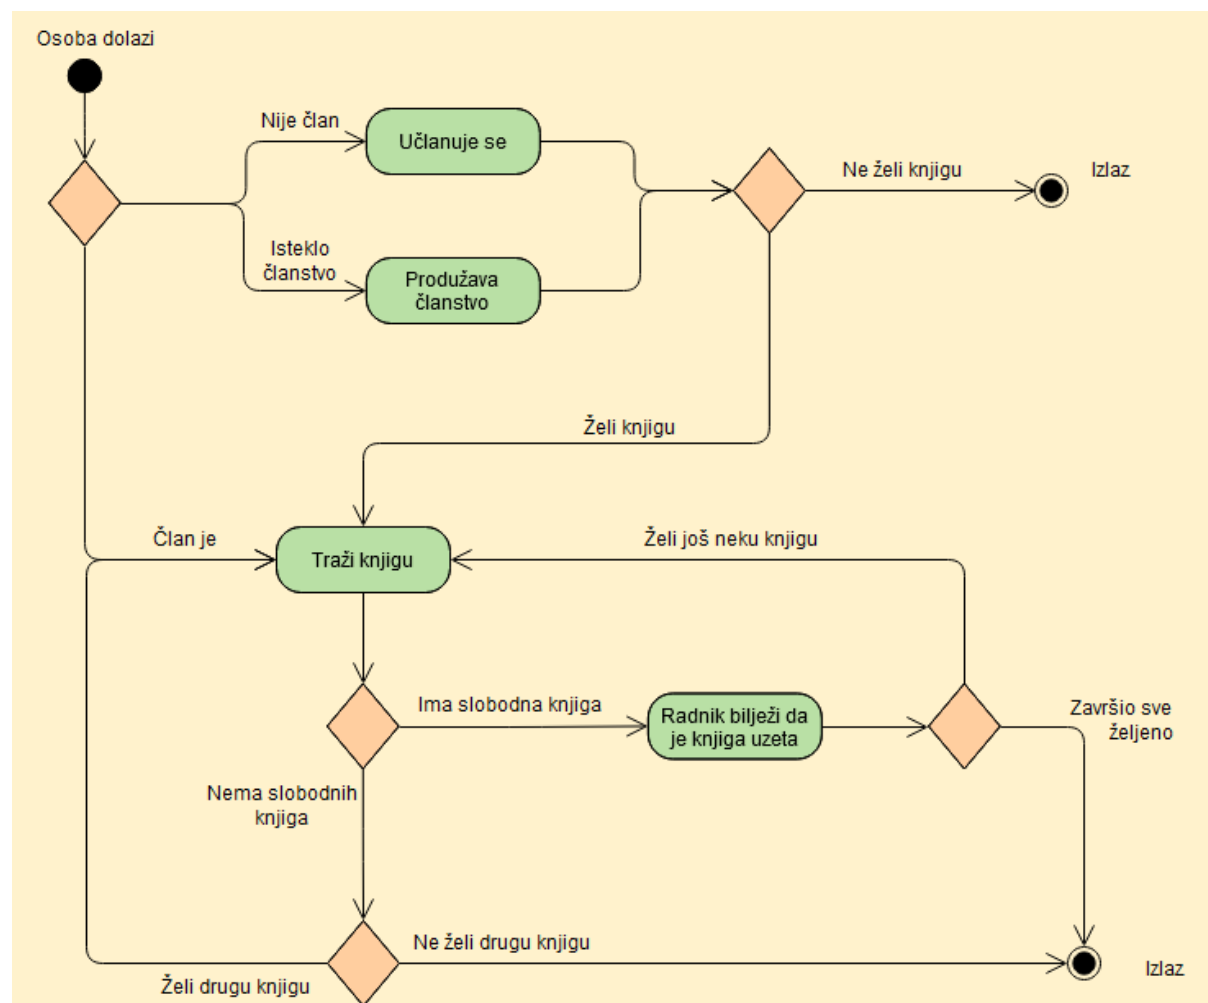 Osoba dolazi
Nije član
Učlanuje se
Ne želi knjigu
Izlaz
Isteklo
članstvo
Produžava
članstvo
Želi knjigu
Član je
Traži knjigu
Želi još neku knjigu
Ima slobodna knjiga
Radnik bilježi da
je knjiga uzeta
Završio sve
željeno
Nema slobodnih
knjiga
Ne želi drugu knjigu
Izlaz
Želi drugu knjigu